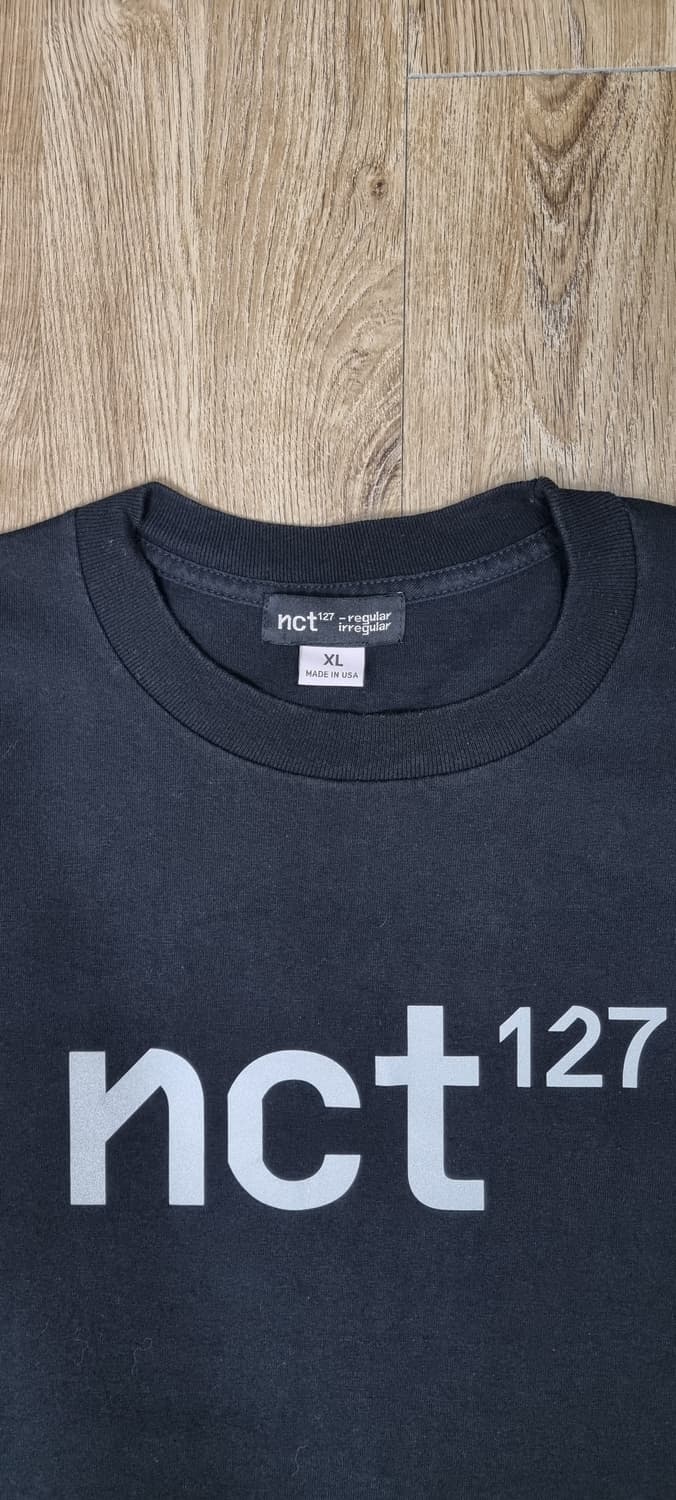 nct127 – regular
irregular
XL
MADE IN USA
nct127